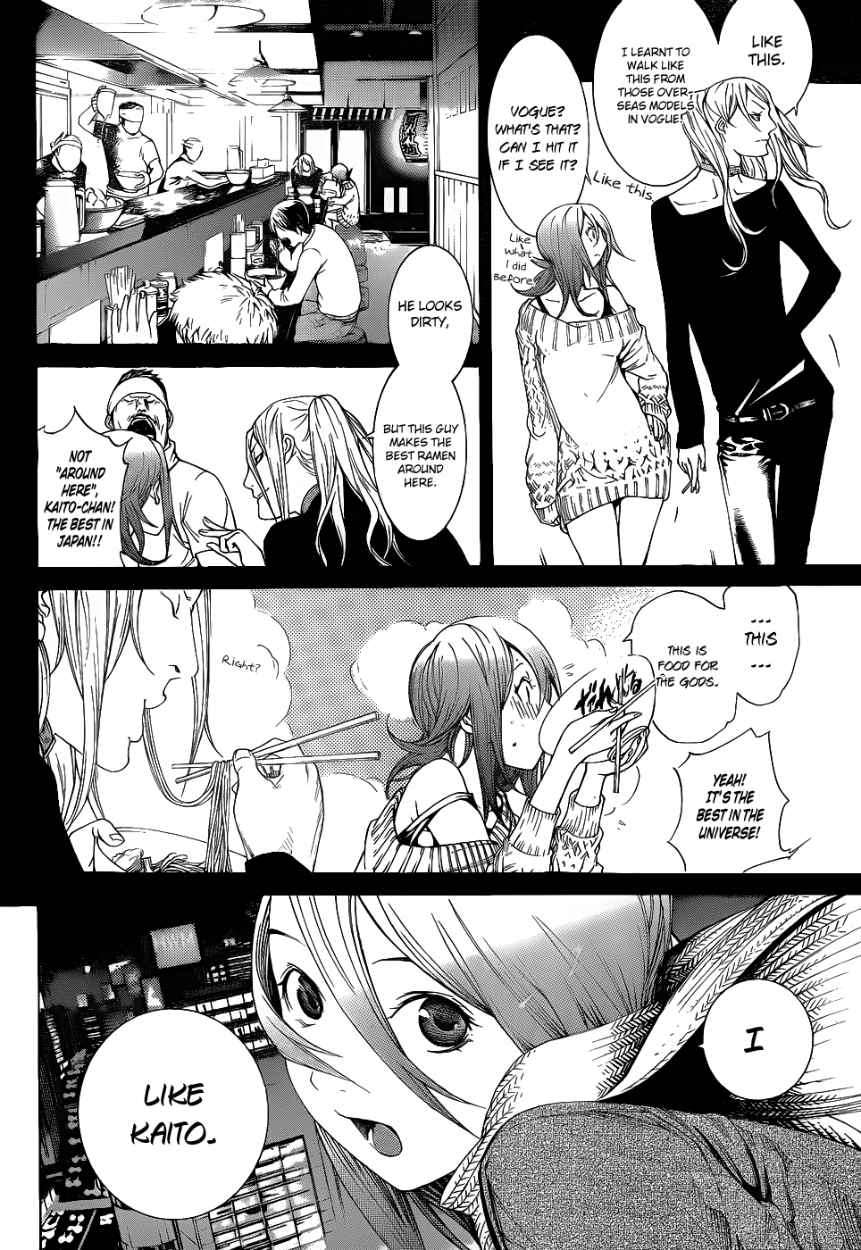 LIKE
THIS.
I LEARNT TO
WALK LIKE
THIS FROM
THOSE OVER-
SEAS MODELS
IN VOGUE!
VOGUE?
WHAT'S THAT?
CAN I HIT IT
IF I SEE IT?
Like this.
Like
what
I did
Before
HE LOOKS
DIRTY,
BUT THIS GUY
MAKES THE
BEST RAMEN
AROUND
HERE.
NOT
"AROUND
HERE",
KAITO-CHAN!
THE BEST IN
JAPAN!!
---
THIS
---
THIS IS
FOOD FOR
THE GODS.
Right?
YEAH!
IT'S THE
BEST IN THE
UNIVERSE!
I
LIKE
KAITO.